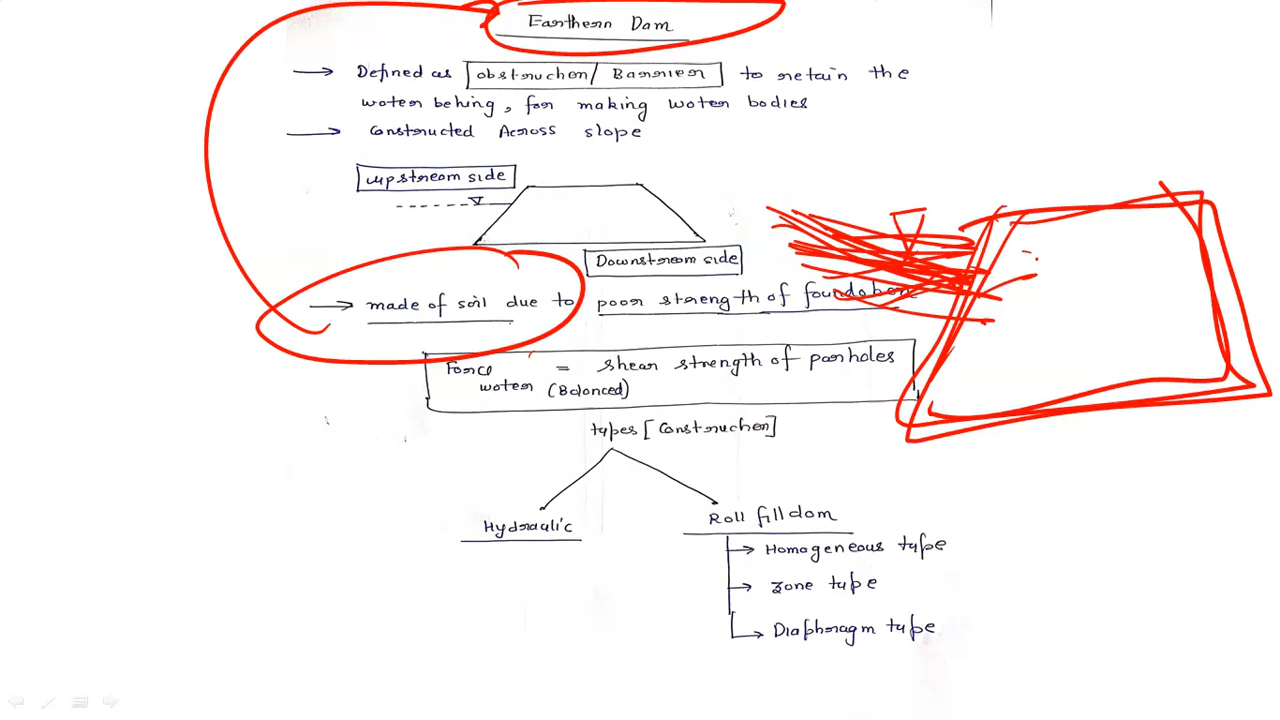 Earthern Dam
→ Defined as obstruction / Barrier to retain the
water behing, for making water bodies
→ Constructed Across slope
upstream side
Downstream side
→ made of soil due to poor strength of foundation
Force water = shear strength of parholes
(Balanced)
types [Construction]
Hydraulic
Roll fill dam
→ Homogeneous type
→ Zone type
→ Diaphragm type